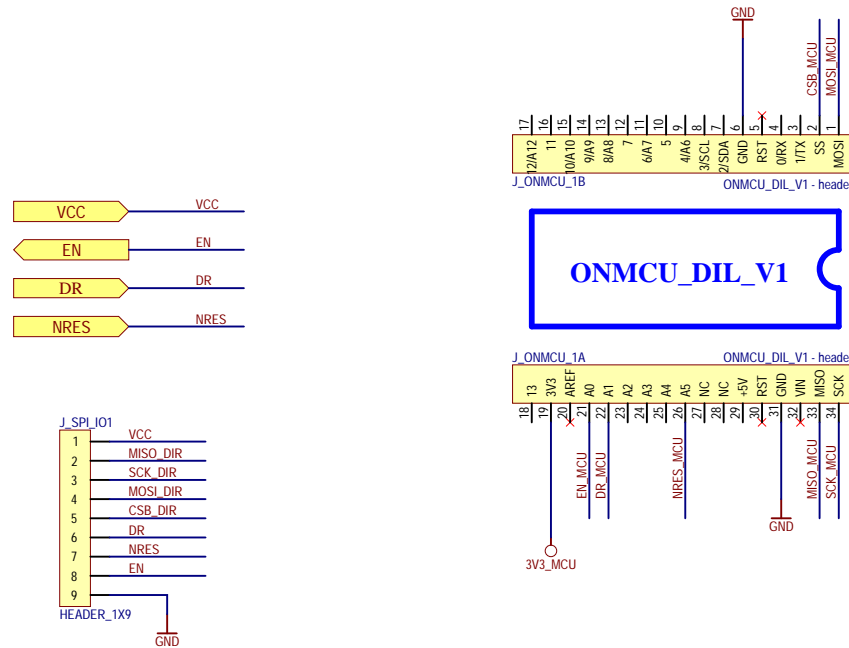 GND
CSB_MCU
MOSI_MCU
17 16 15 14 13 12 11 10 9 8 7 6 5 4 3 2 1
12/A12 11 10/A10 9/A9 8/A8 7 6/A7 5 4/A6 3/SCL 2/SDA GND RST 0/RX 1/TX SS MOSI
J_ONMCU_1B
ONMCU_DIL_V1 - heade
VCC VCC
EN EN
DR DR
NRES NRES
ONMCU_DIL_V1
J_ONMCU_1A
ONMCU_DIL_V1 - heade
13 3V3 AREF A0 A1 A2 A3 A4 A5 NC NC +5V RST GND VIN MISO SCK
18 19 20 21 22 23 24 25 26 27 28 29 30 31 32 33 34
EN_MCU
DR_MCU
NRES_MCU
MISO_MCU
SCK_MCU
GND
3V3_MCU
J_SPI_IO1
1 VCC
2 MISO_DIR
3 SCK_DIR
4 MOSI_DIR
5 CSB_DIR
6 DR
7 NRES
8 EN
9
HEADER_1X9
GND